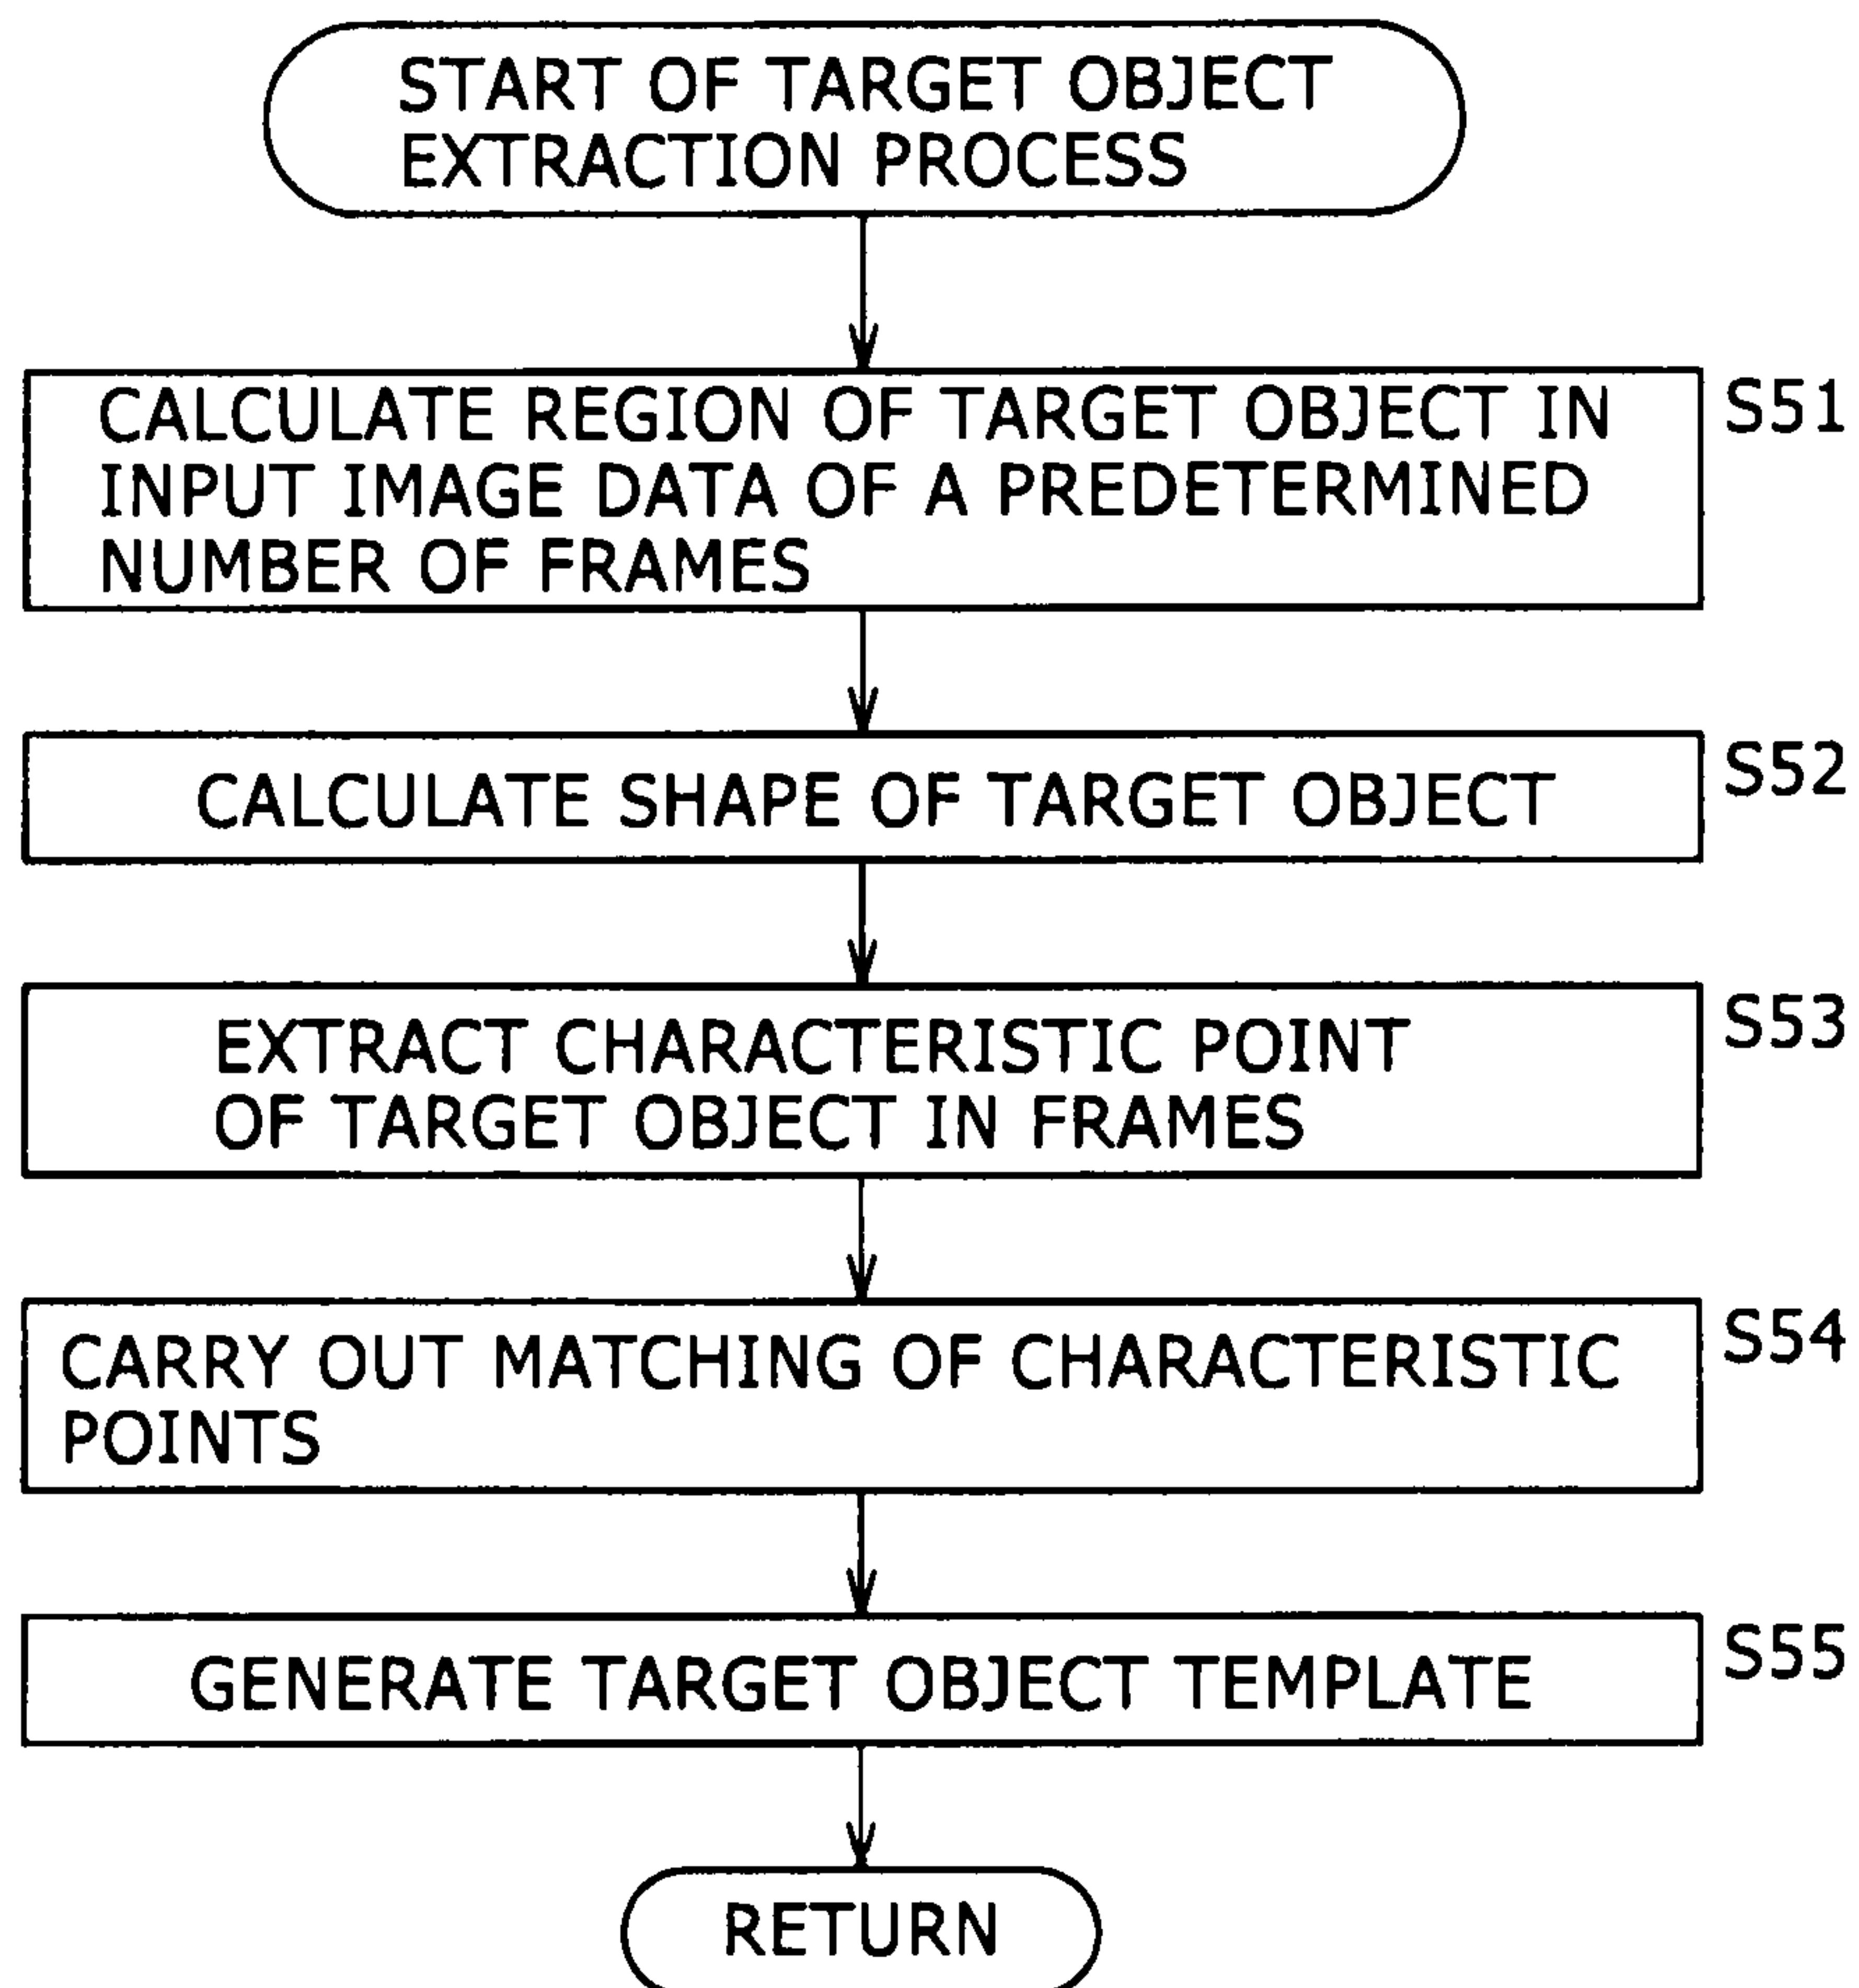 START OF TARGET OBJECT
EXTRACTION PROCESS
CALCULATE REGION OF TARGET OBJECT IN
INPUT IMAGE DATA OF A PREDETERMINED
NUMBER OF FRAMES
S51
CALCULATE SHAPE OF TARGET OBJECT
S52
EXTRACT CHARACTERISTIC POINT
OF TARGET OBJECT IN FRAMES
S53
CARRY OUT MATCHING OF CHARACTERISTIC
POINTS
S54
GENERATE TARGET OBJECT TEMPLATE
S55
RETURN